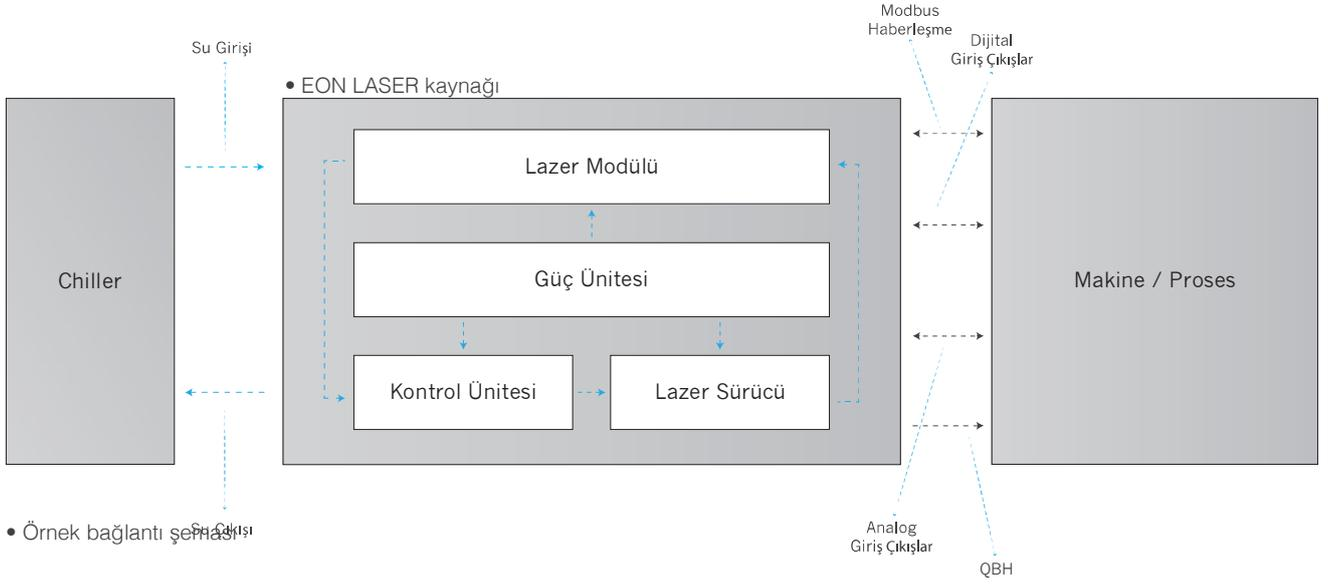 Modbus
Haberleşme
Su Girişi
Dijital
Giriş Çıkışlar
• EON LASER kaynağı
Lazer Modülü
Chiller
Güç Ünitesi
Makine / Proses
Kontrol Ünitesi
Lazer Sürücü
• Örnek bağlantı şeması
Su Çıkışı
Analog
Giriş Çıkışlar
QBH